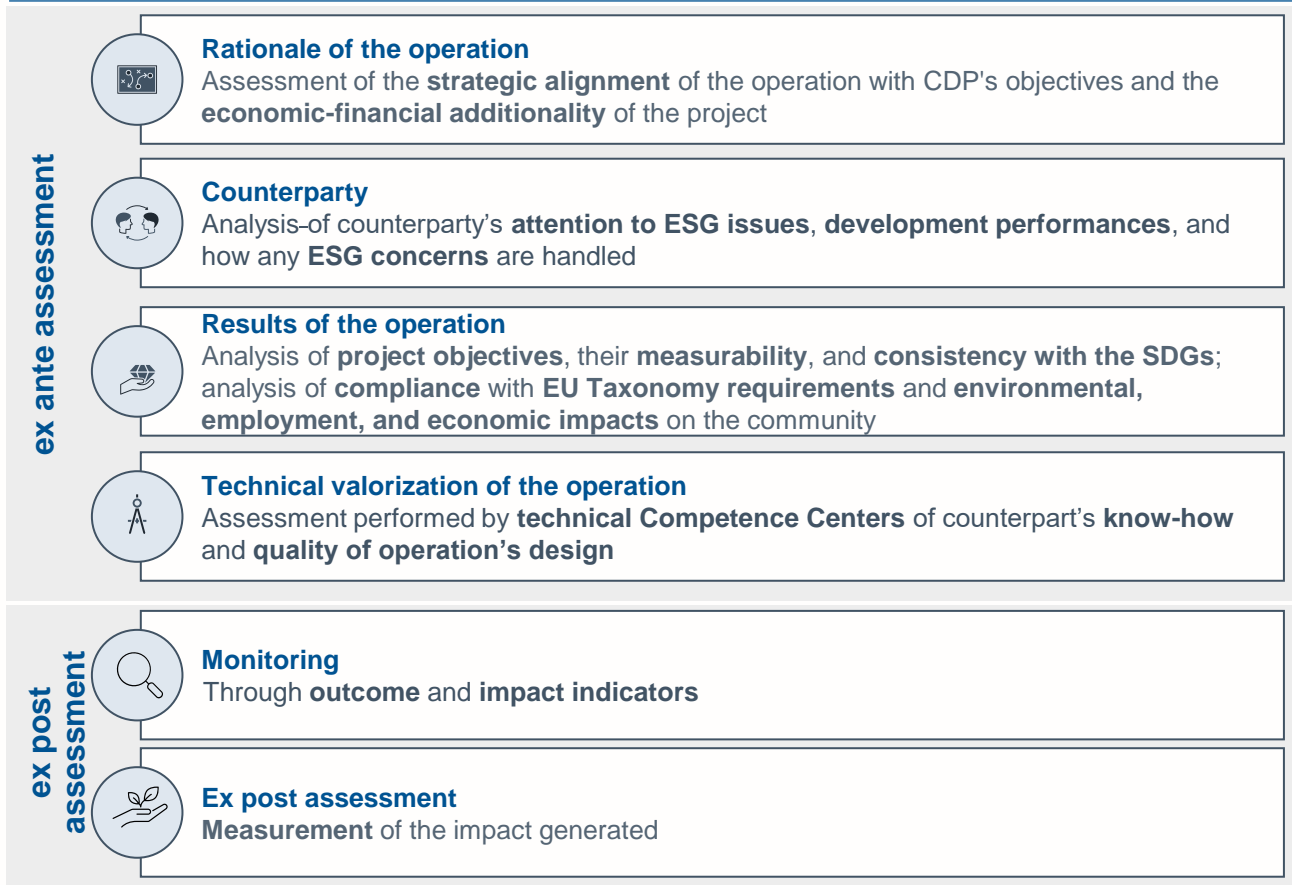 ex ante assessment
Rationale of the operation
Assessment of the strategic alignment of the operation with CDP's objectives and the
economic-financial additionality of the project
Counterparty
Analysis-of counterparty's attention to ESG issues, development performances, and
how any ESG concerns are handled
Results of the operation
Analysis of project objectives, their measurability, and consistency with the SDGs;
analysis of compliance with EU Taxonomy requirements and environmental,
employment, and economic impacts on the community
Technical valorization of the operation
Assessment performed by technical Competence Centers of counterpart's know-how
and quality of operation's design
ex post
assessment
Monitoring
Through outcome and impact indicators
Ex post assessment
Measurement of the impact generated